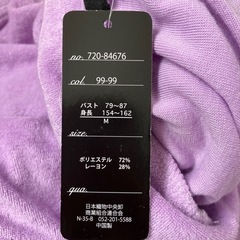 no. 720-84676
col. 99-99
バスト 79~87
身長 154~162
M
size.
ポリエステル 72%
レーヨン 28%
qua.
日本織物中央卸
商業組合連合会
N-35-B 052-201-5588
中国製